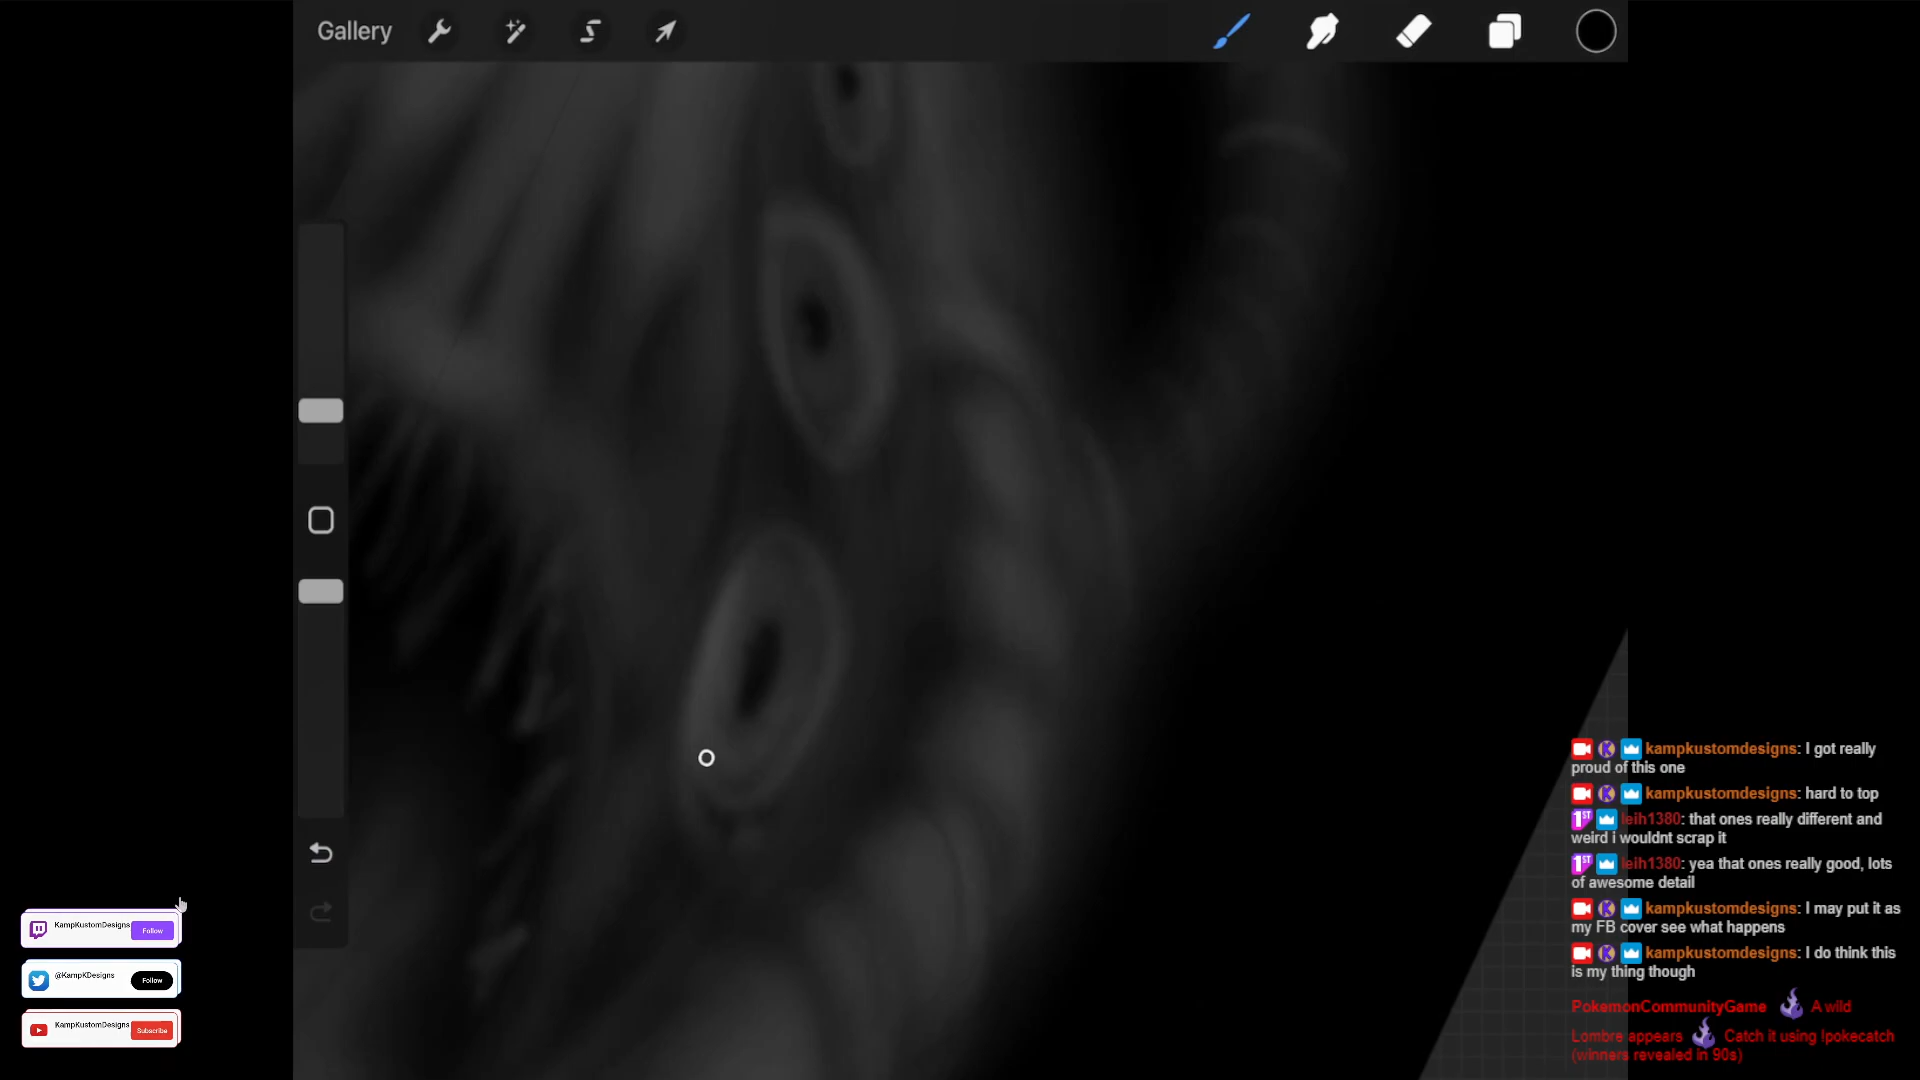 Gallery
KampKustomDesigns
Follow
@KampKDesigns
Follow
KampKustomDesigns
Subscribe
kampkustomdesigns: I got really
proud of this one
kampkustomdesigns: hard to top
1ST leih1380: that ones really different and
weird i wouldnt scrap it
1ST leih1380: yea that ones really good, lots
of awesome detail
kampkustomdesigns: I may put it as
my FB cover see what happens
kampkustomdesigns: I do think this
is my thing though
PokemonCommunityGame A wild
Lombre appears Catch it using !pokecatch
(winners revealed in 90s)